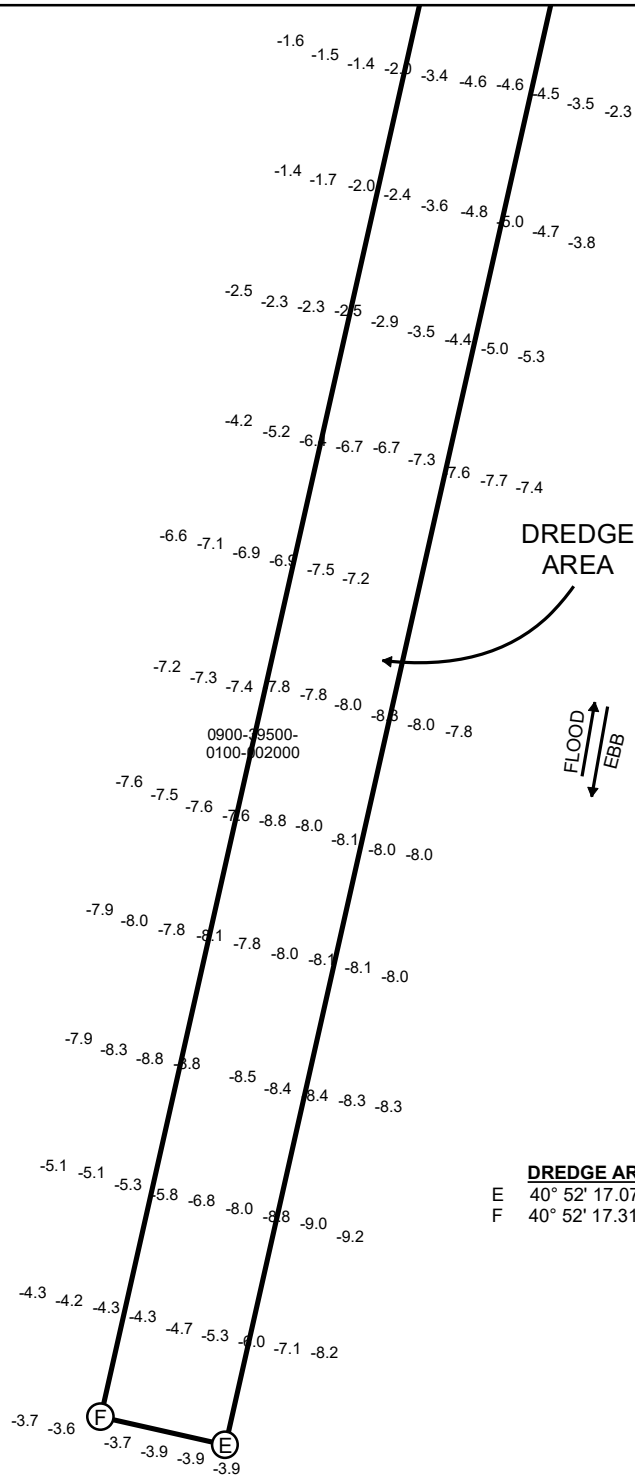 -1.6 -1.5 -1.4 -2.0 -3.4 -4.6 -4.6 -4.5 -3.5 -2.3
-1.4 -1.7 -2.0 -2.4 -3.6 -4.8 -5.0 -4.7 -3.8
-2.5 -2.3 -2.3 -2.5 -2.9 -3.5 -4.4 -5.0 -5.3
-4.2 -5.2 -6.4 -6.7 -6.7 -7.3 -7.6 -7.7 -7.4
DREDGE
AREA
-6.6 -7.1 -6.9 -6.9 -7.5 -7.2
-7.2 -7.3 -7.4 -7.8 -7.8 -8.0 -8.3 -8.0 -7.8
FLOOD
EBB
0900-39500-
0100-002000
-7.6 -7.5 -7.6 -7.6 -8.8 -8.0 -8.1 -8.0 -8.0
-7.9 -8.0 -7.8 -8.1 -7.8 -8.0 -8.1 -8.1 -8.0
-7.9 -8.3 -8.8 -8.8 -8.5 -8.4 -8.4 -8.3 -8.3
-5.1 -5.1 -5.3 -5.8 -6.8 -8.0 -8.8 -9.0 -9.2
DREDGE AR
E 40° 52' 17.07
F 40° 52' 17.31
-4.3 -4.2 -4.3 -4.3 -4.7 -5.3 -6.0 -7.1 -8.2
F
E
-3.7 -3.6 -3.7 -3.9 -3.9 -3.9